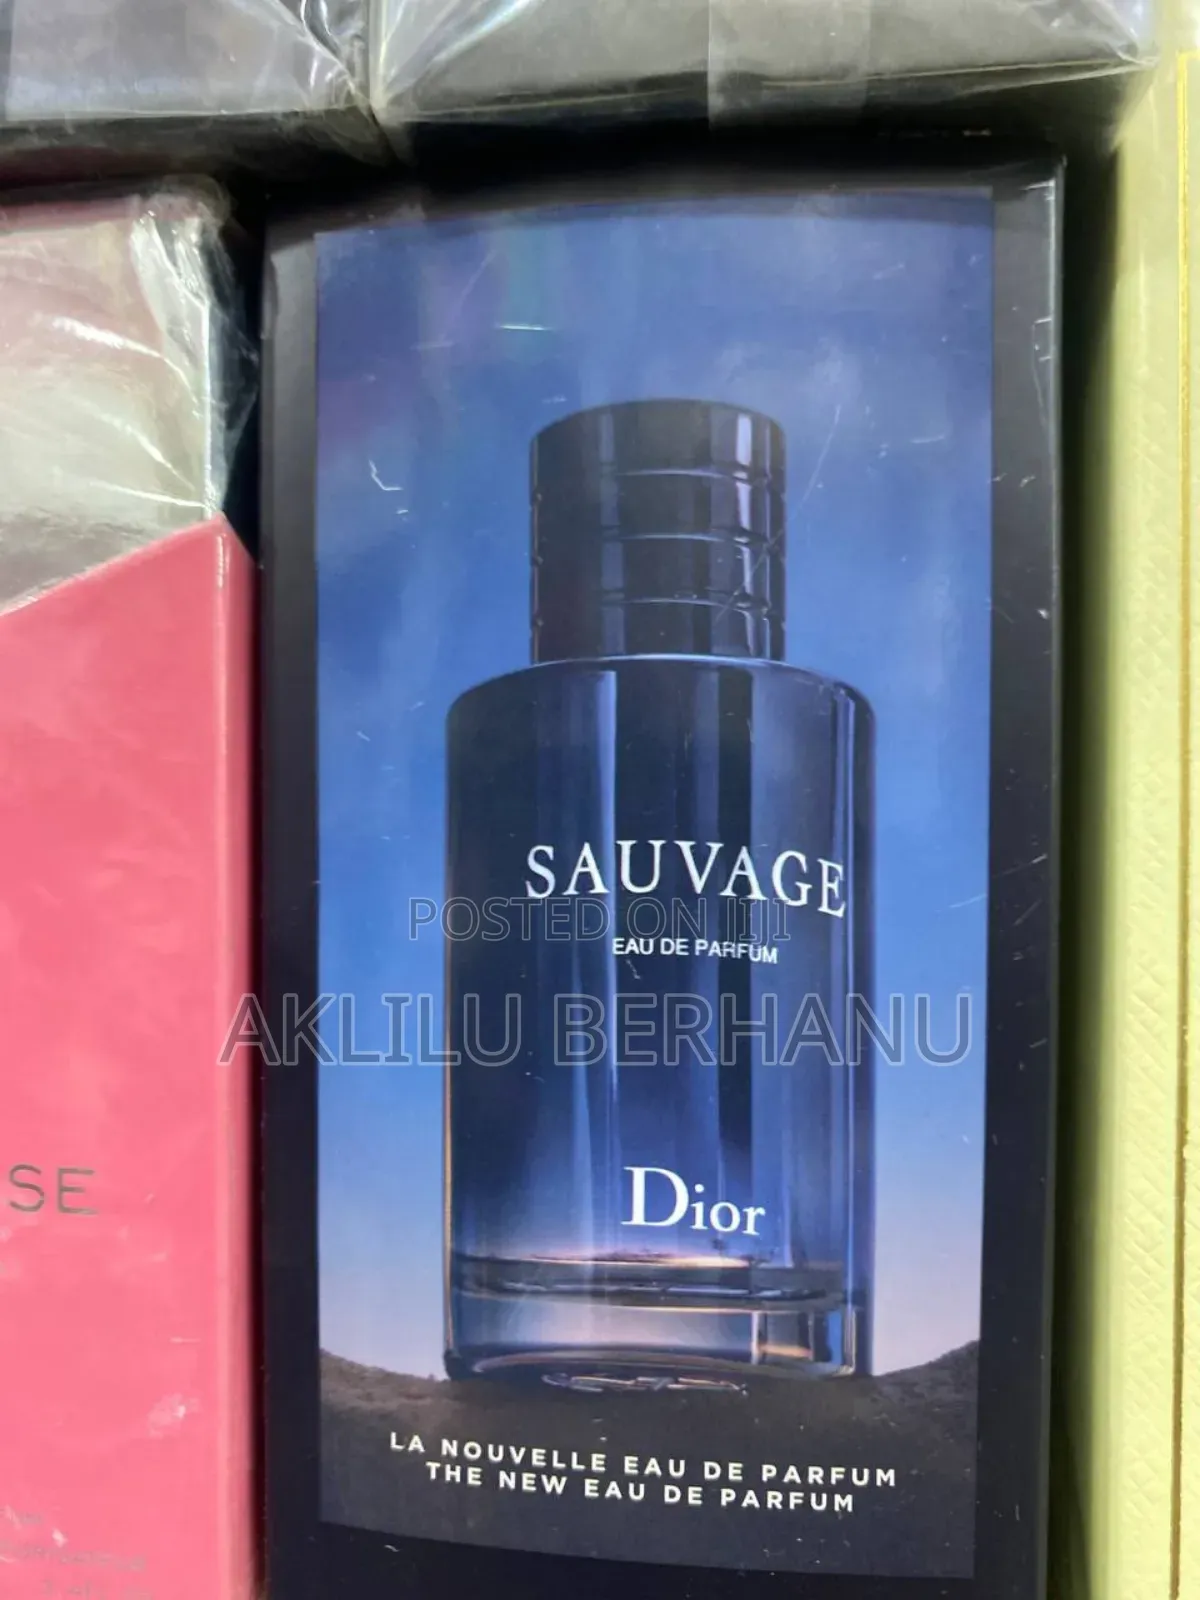 SAUVAGE
POSTED ON IJI
EAU DE PARFUM
AKLILU BERHANU
SE
Dior
LA NOUVELLE EAU DE PARFUM
THE NEW EAU DE PARFUM